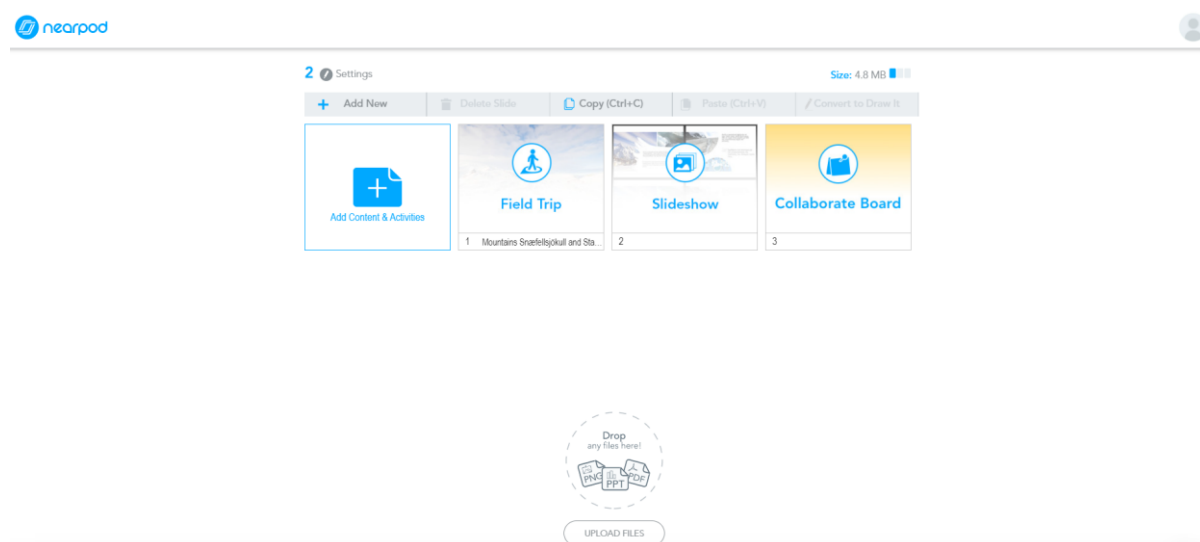 nearpod
2 Settings
Size: 4.8 MB
Add New
Delete Slide
Copy (Ctrl+C)
Paste (Ctrl+V)
Convert to Draw It
Add Content & Activities
Field Trip
1 Mountains Snæfellsjökull and Sta...
Slideshow
2
Collaborate Board
3
Drop
any files here!
PNG
PPT
PDF
UPLOAD FILES